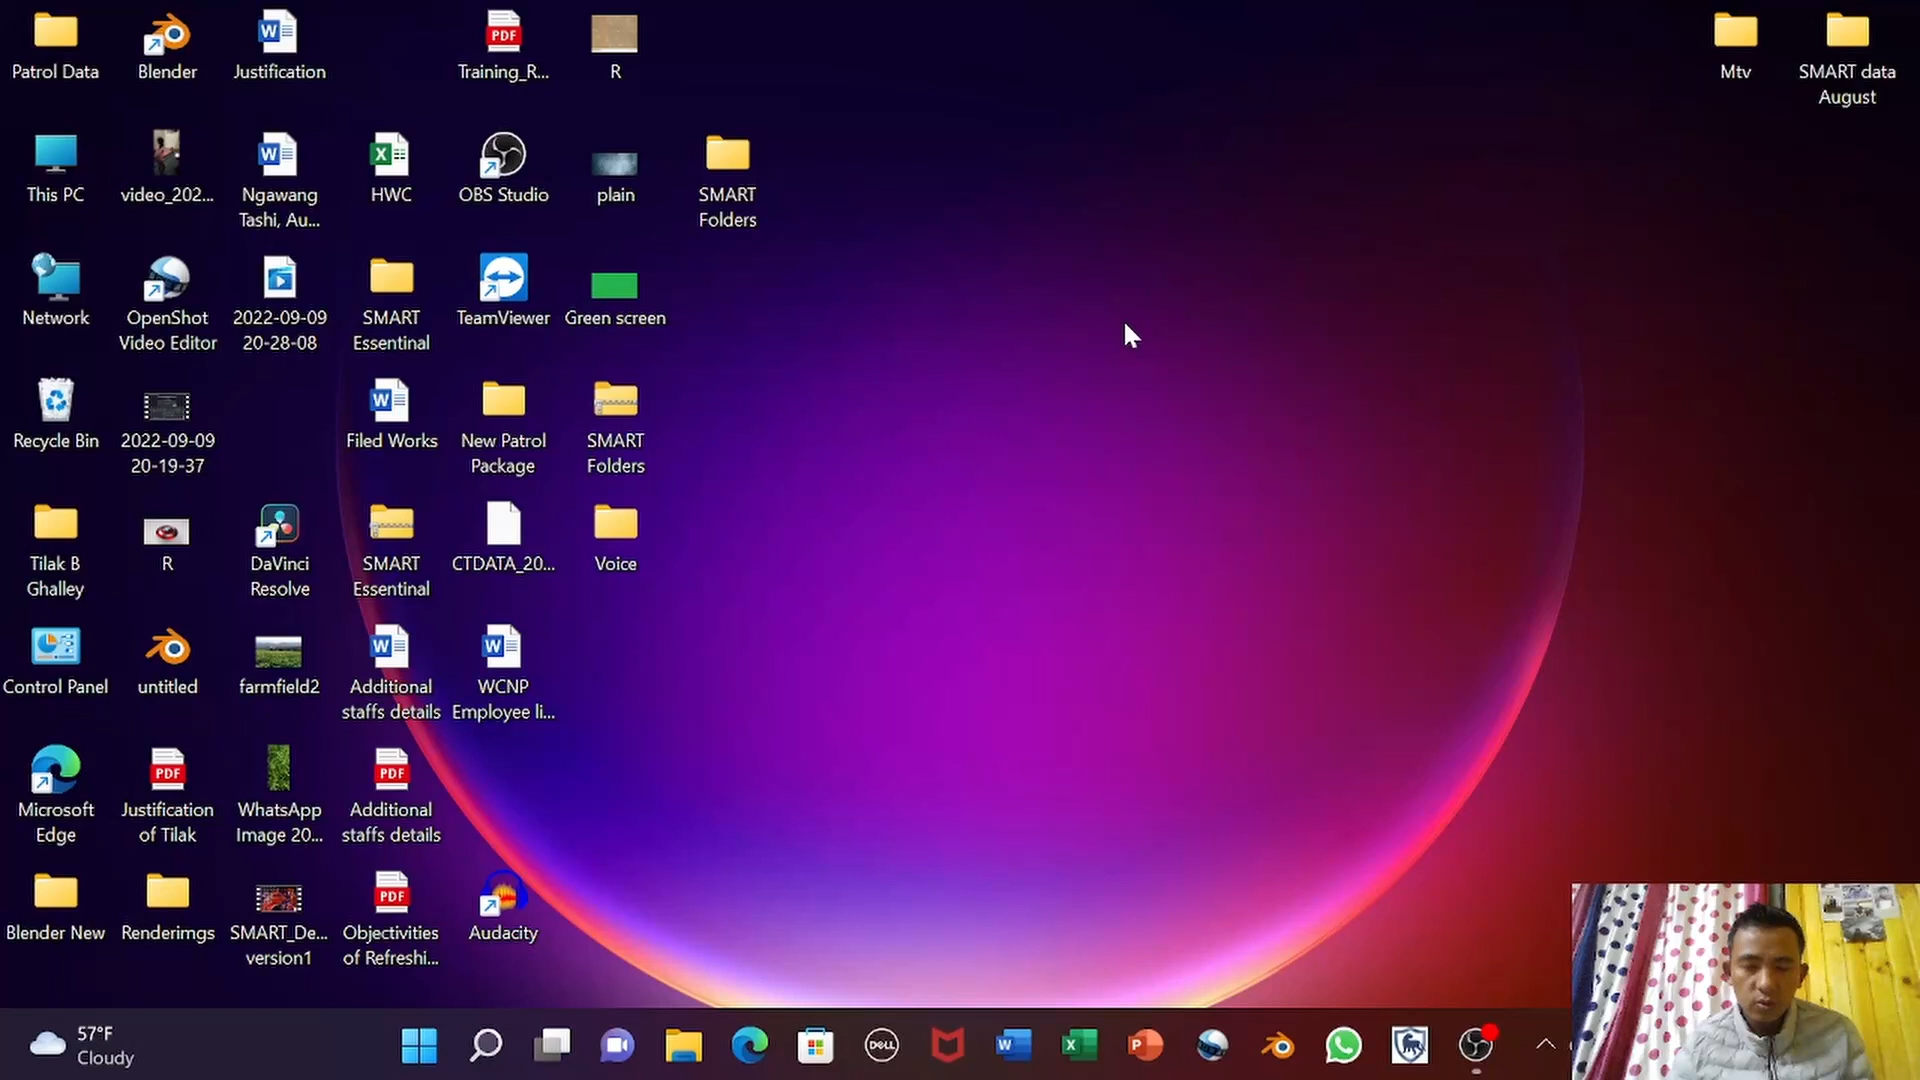 Patrol Data
Blender
Justification
Training_R...
R
Mtv
SMART data
August
This PC
video_202...
Ngawang
Tashi, Au...
HWC
OBS Studio
plain
SMART
Folders
Network
OpenShot
Video Editor
2022-09-09
20-28-08
SMART
Essentinal
TeamViewer
Green screen
Recycle Bin
2022-09-09
20-19-37
Filed Works
New Patrol
Package
SMART
Folders
Tilak B
Ghalley
R
DaVinci
Resolve
SMART
Essentinal
CTDATA_20...
Voice
Control Panel
untitled
farmfield2
Additional
staffs details
WCNP
Employee li...
Microsoft
Edge
Justification
of Tilak
WhatsApp
Image 20...
Additional
staffs details
Blender New
Renderimgs
SMART_De...
version1
Objectivities
of Refreshi...
Audacity
57°F
Cloudy